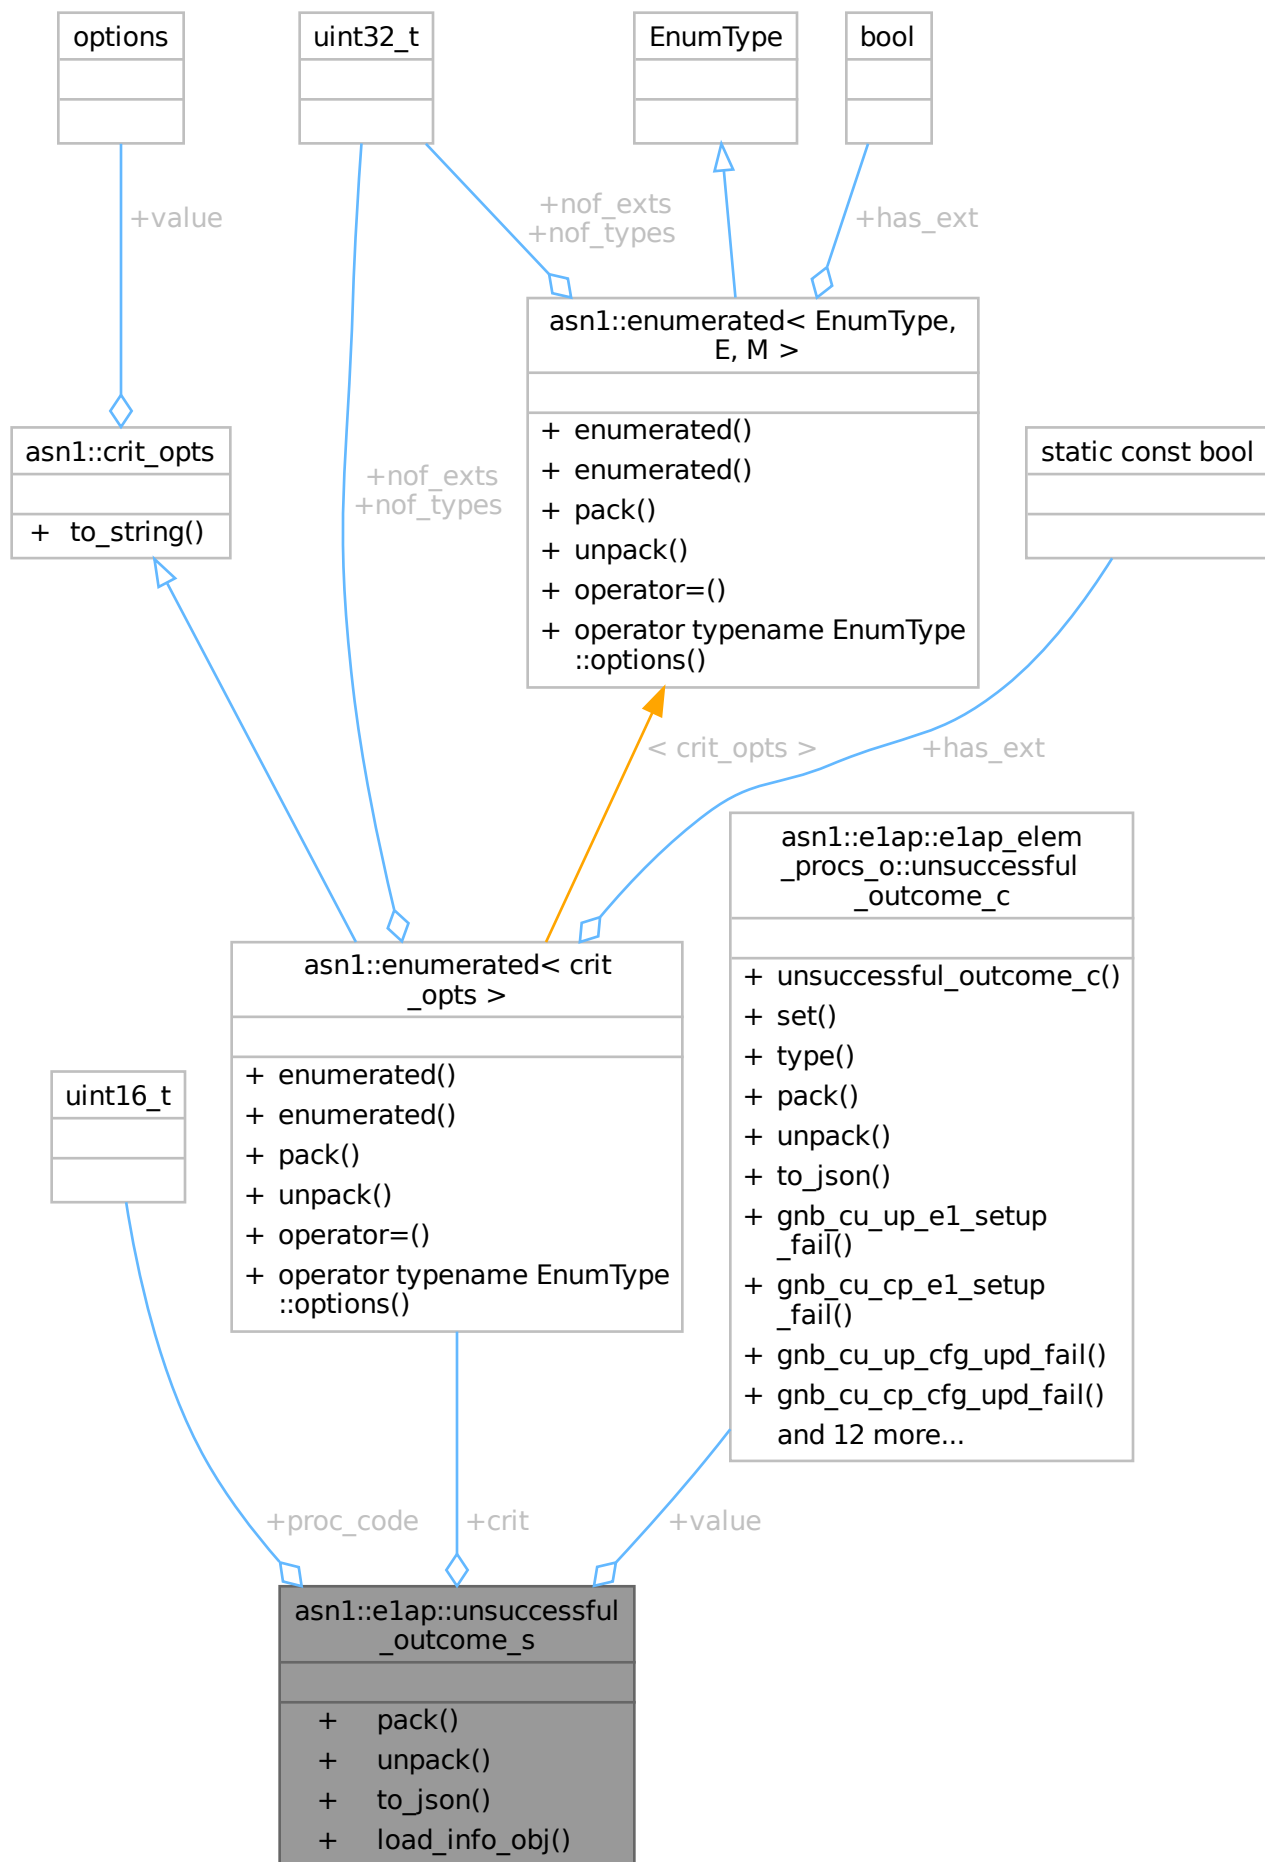 options
uint32_t
EnumType
bool
+value
+nof_exts
+nof_types
+has_ext
asn1::enumerated< EnumType,
E, M >
+ enumerated()
+ enumerated()
+ pack()
+ unpack()
+ operator=()
+ operator typename EnumType
::options()
asn1::crit_opts
+ to_string()
+nof_exts
+nof_types
static const bool
< crit_opts >
+has_ext
asn1::e1ap::e1ap_elem
_procs_o::unsuccessful
_outcome_c
+ unsuccessful_outcome_c()
+ set()
+ type()
+ pack()
+ unpack()
+ to_json()
+ gnb_cu_up_e1_setup
_fail()
+ gnb_cu_cp_e1_setup
_fail()
+ gnb_cu_up_cfg_upd_fail()
+ gnb_cu_cp_cfg_upd_fail()
and 12 more...
asn1::enumerated< crit
_opts >
+ enumerated()
+ enumerated()
+ pack()
+ unpack()
+ operator=()
+ operator typename EnumType
::options()
uint16_t
+proc_code
+crit
+value
asn1::e1ap::unsuccessful
_outcome_s
+ pack()
+ unpack()
+ to_json()
+ load_info_obj()